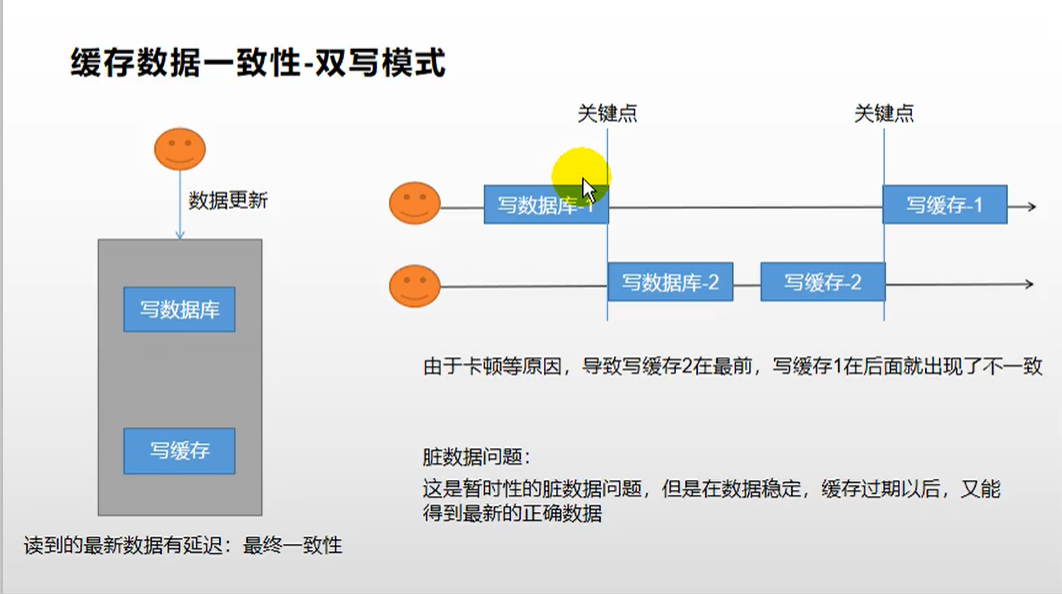 缓存数据一致性-双写模式
数据更新
写数据库
写缓存
读到的最新数据有延迟：最终一致性
关键点
关键点
写数据库-1
写缓存-1
写数据库-2
写缓存-2
由于卡顿等原因，导致写缓存2在最前，写缓存1在后面就出现了不一致
脏数据问题：
这是暂时性的脏数据问题，但是在数据稳定，缓存过期以后，又能
得到最新的正确数据